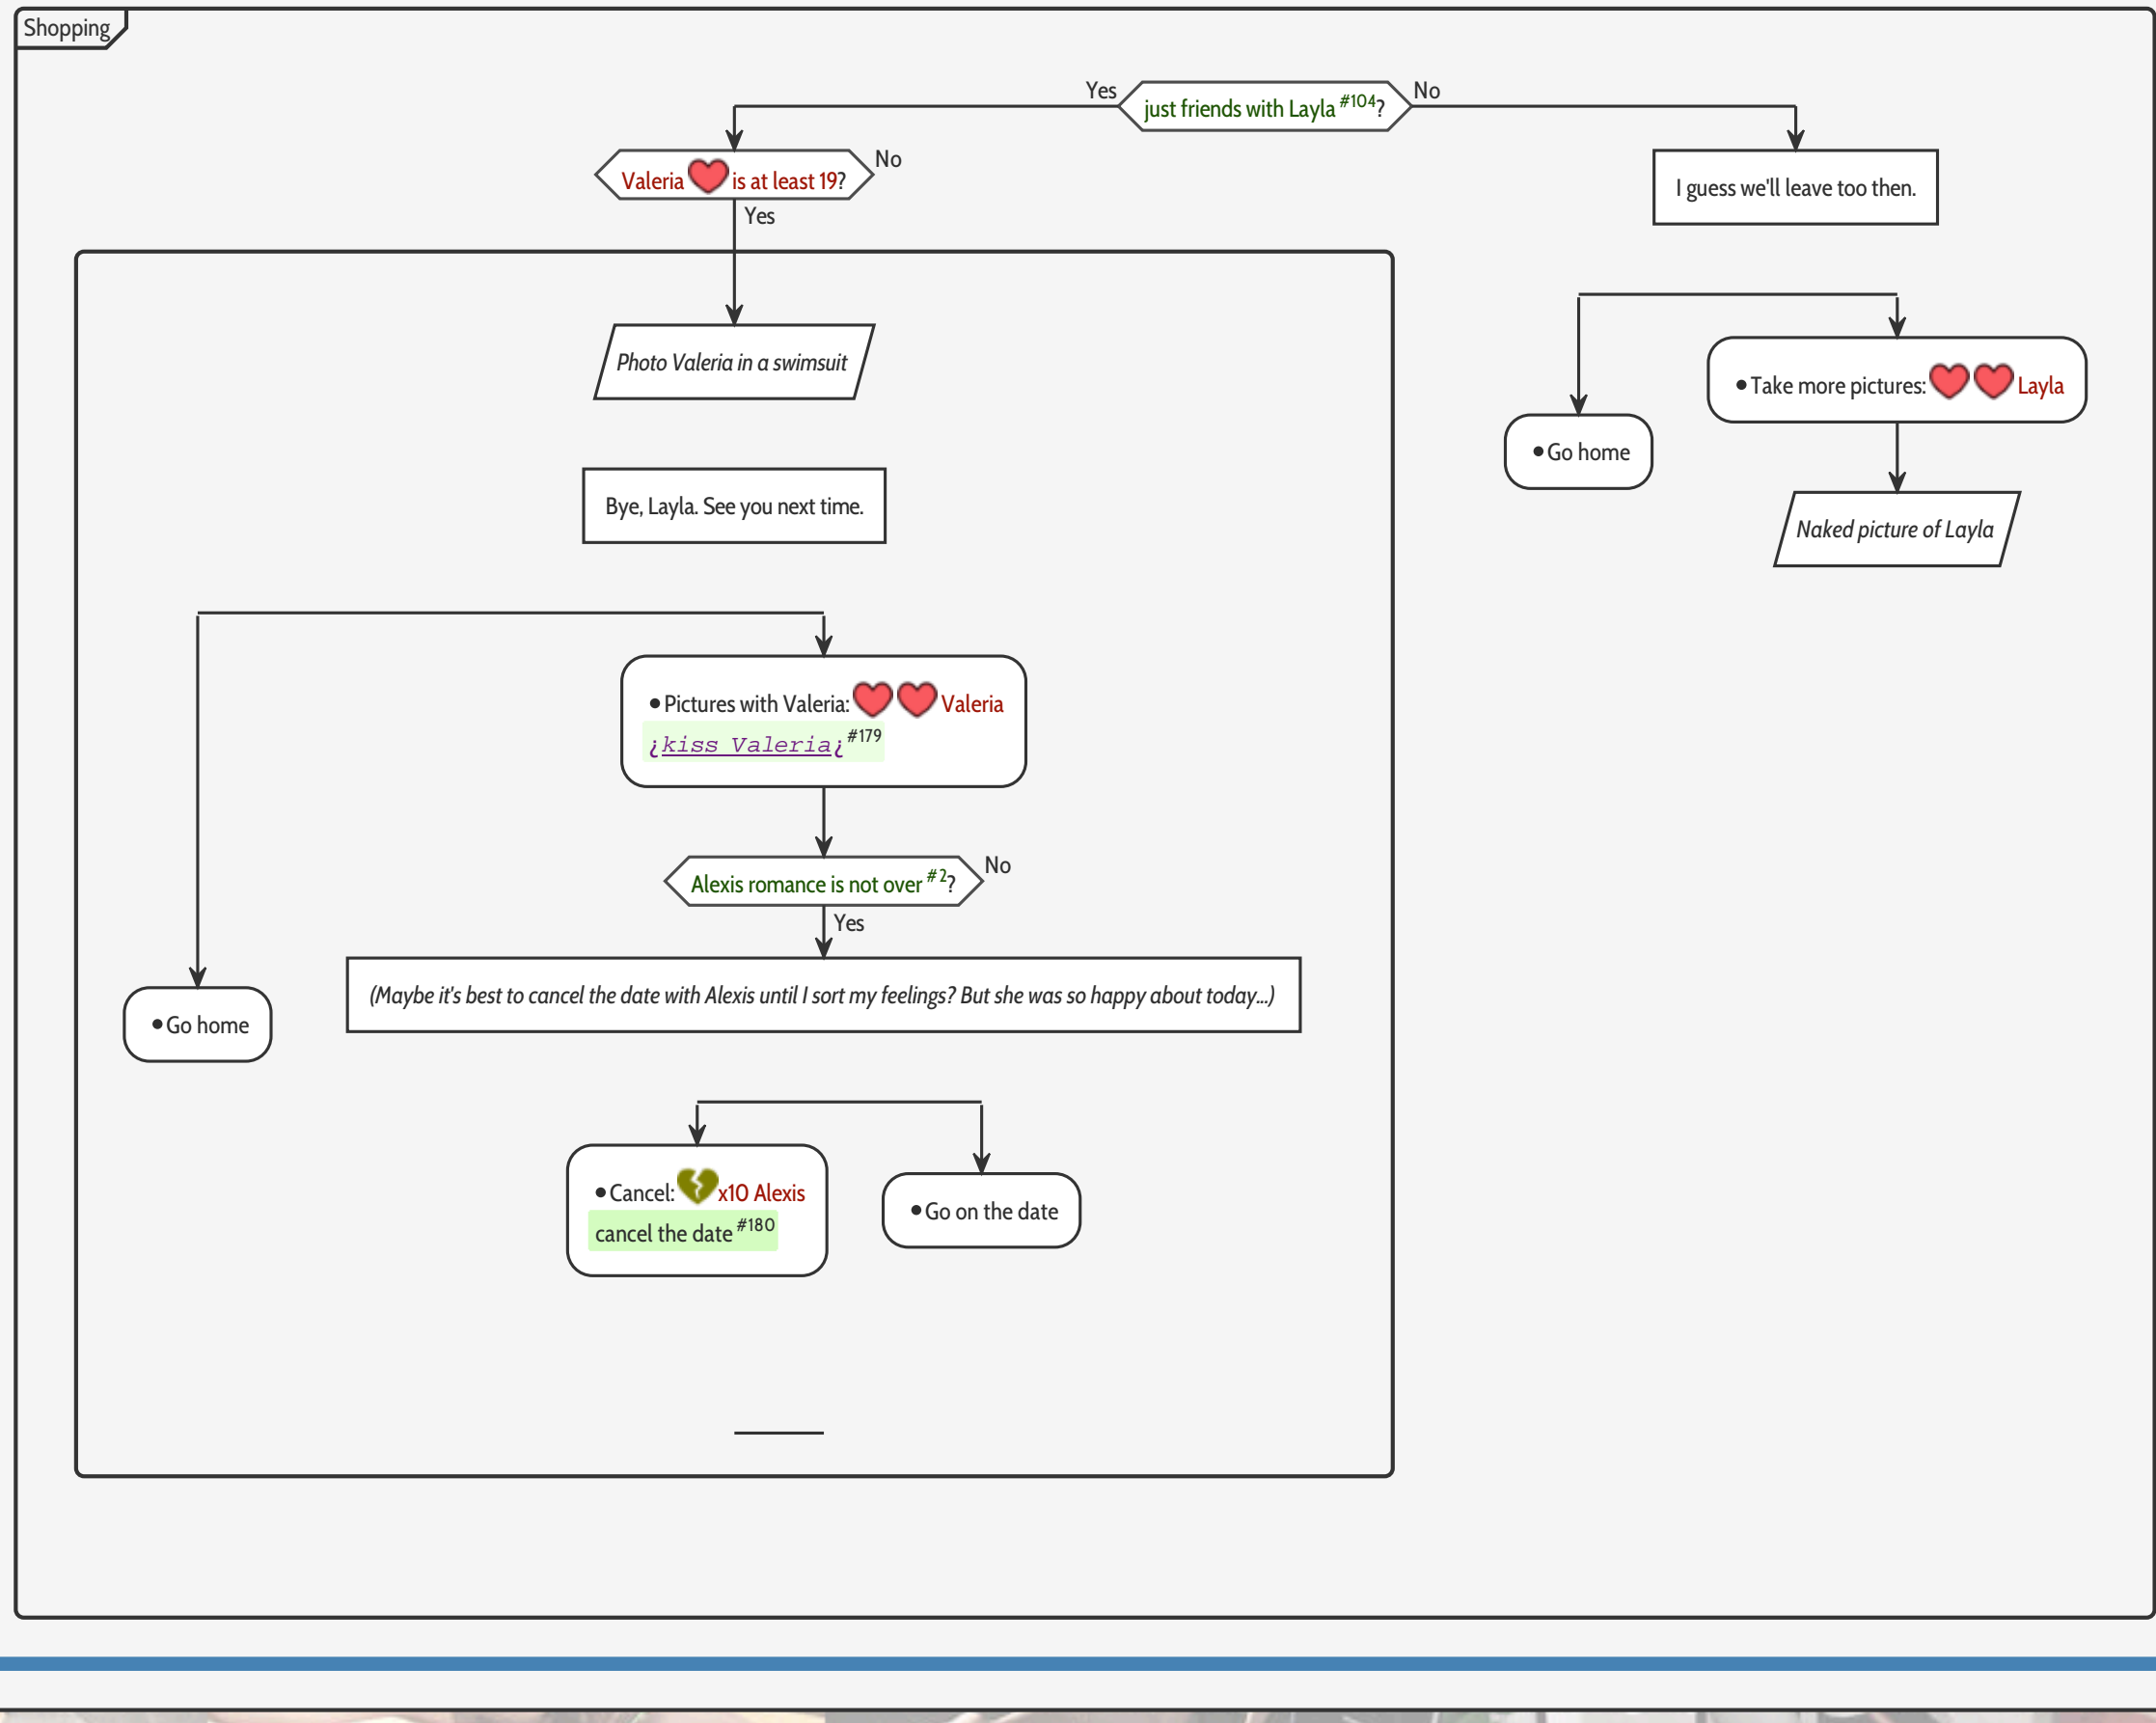 Shopping
Yes
just friends with Layla #104?
No
Valeria is at least 19?
No
Yes
I guess we'll leave too then.
Photo Valeria in a swimsuit
•Take more pictures: Layla
•Go home
Bye, Layla. See you next time.
Naked picture of Layla
•Pictures with Valeria: Valeria
¿kiss Valeria¿#179
Alexis romance is not over #2?
No
Yes
(Maybe it's best to cancel the date with Alexis until I sort my feelings? But she was so happy about today...)
•Go home
•Cancel: x10 Alexis
cancel the date #180
•Go on the date